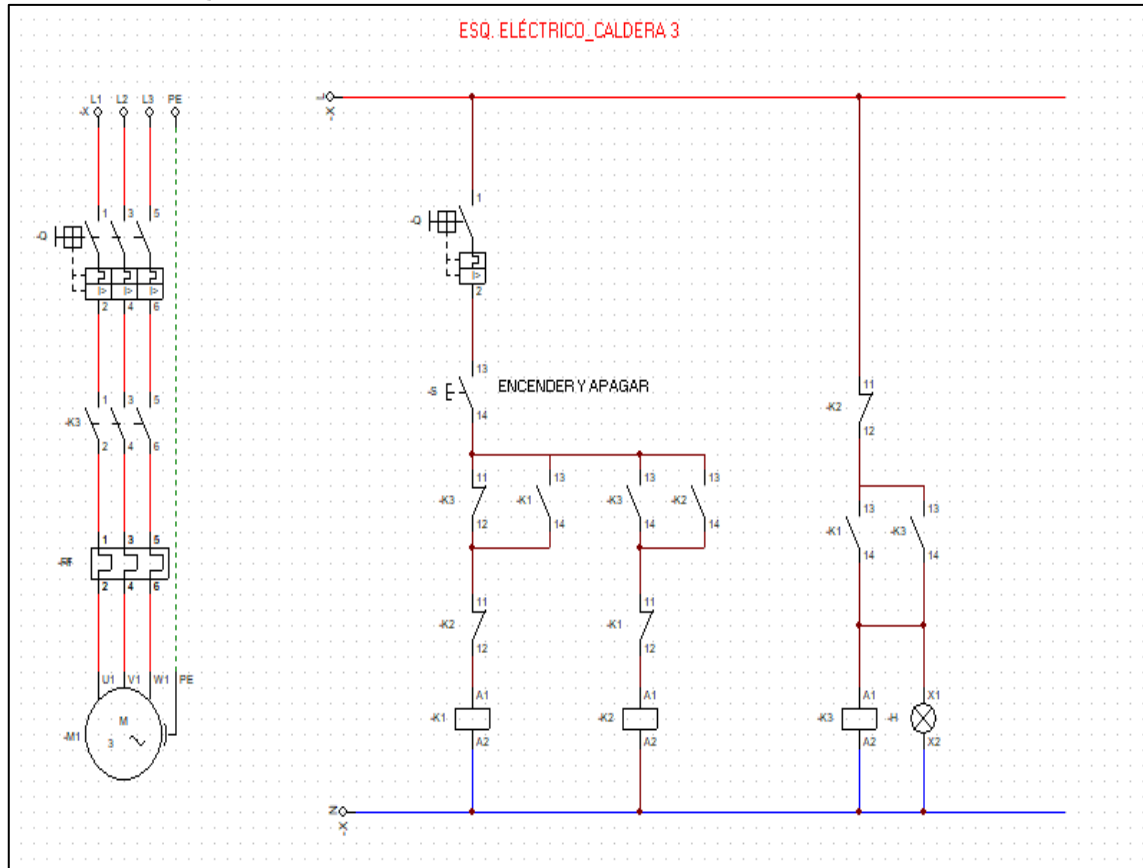 ESQ. ELÉCTRICO_CALDERA 3
L1 L2 L3 PE
-X
L
-X
1 3 5
-Q
I> I> I>
2 4 6
1
-Q
I>
2
13
-S
ENCENDER Y APAGAR
14
11
-K2
12
1 3 5
-K3
2 4 6
11 13 13 13
-K3 -K1 -K3 -K2
12 14 14 14
13 13
-K1 -K3
14 14
1 3 5
2 4 6
11 11
-K2 -K1
12 12
U1 V1 W1 PE
M
3
-M1
A1 A1 A1 X1
-K1 -K2 -K3 -H
A2 A2 A2 X2
N
-X